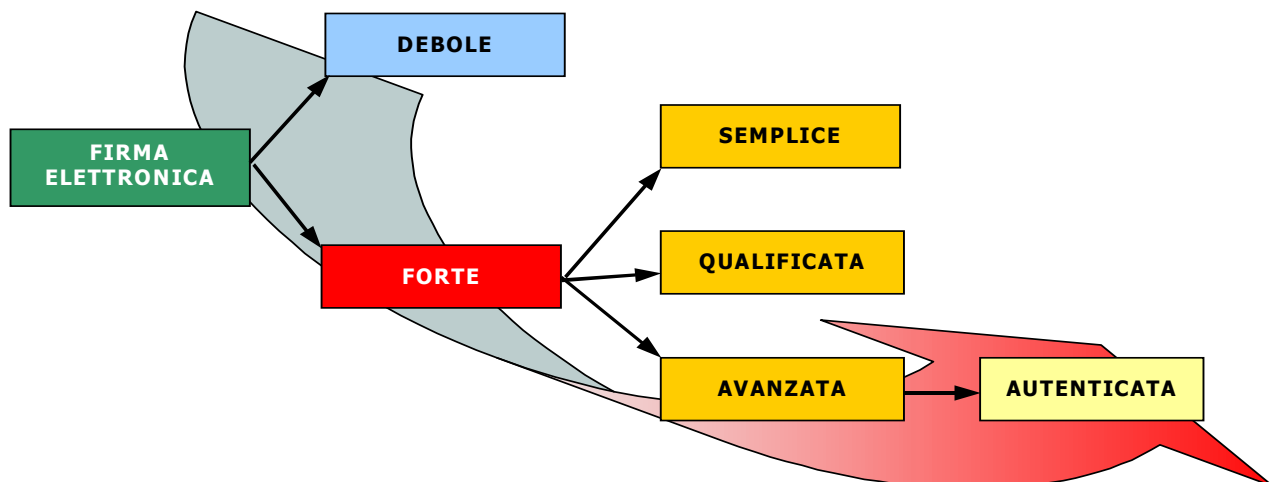 DEBOLE
FIRMA
ELETTRONICA
SEMPLICE
QUALIFICATA
FORTE
AVANZATA
AUTENTICATA